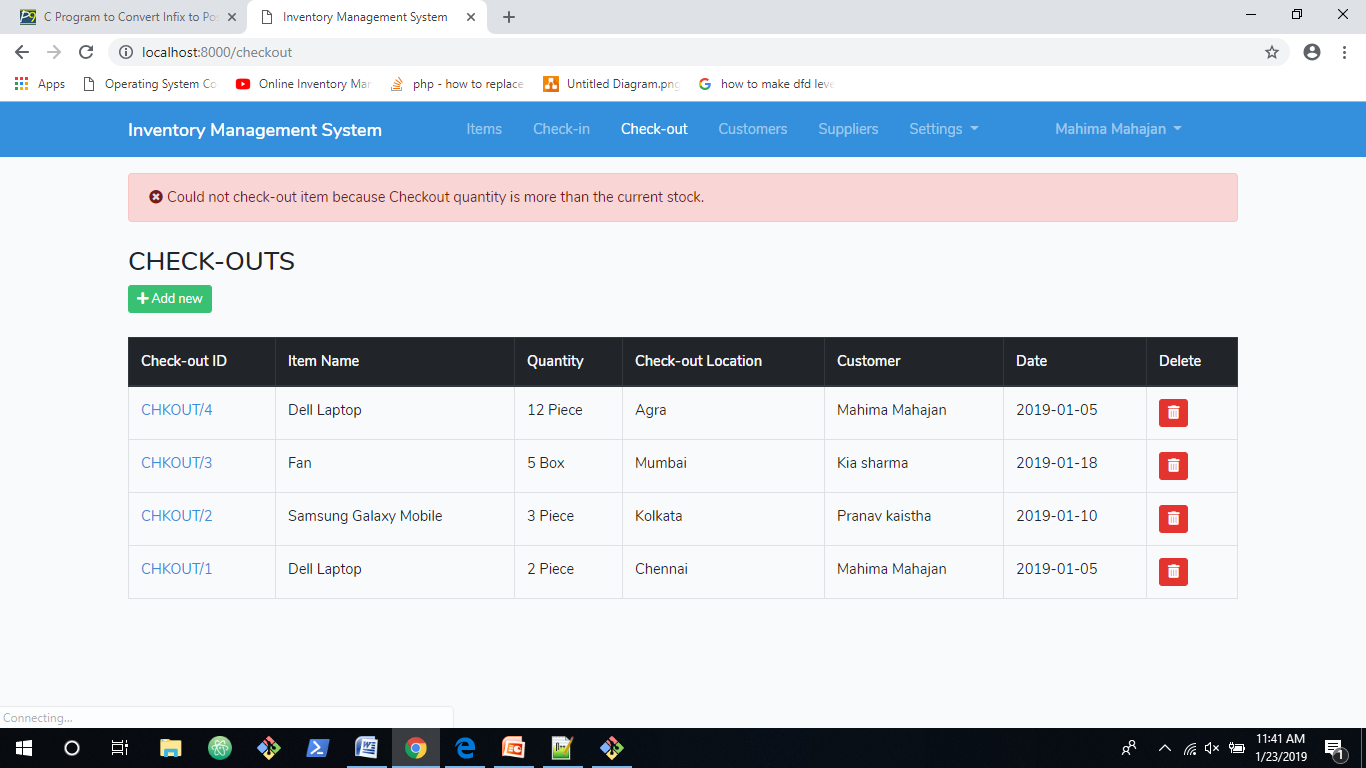 C Program to Convert Infix to Po
Inventory Management System
localhost:8000/checkout
Apps
Operating System Co
Online Inventory Man
php - how to replace
Untitled Diagram.png
how to make dfd leve
Inventory Management System
Items
Check-in
Check-out
Customers
Suppliers
Settings
Mahima Mahajan
Could not check-out item because Checkout quantity is more than the current stock.
CHECK-OUTS
Add new
Check-out ID Item Name Quantity Check-out Location Customer Date Delete
CHKOUT/4 Dell Laptop 12 Piece Agra Mahima Mahajan 2019-01-05
CHKOUT/3 Fan 5 Box Mumbai Kia sharma 2019-01-18
CHKOUT/2 Samsung Galaxy Mobile 3 Piece Kolkata Pranav kaistha 2019-01-10
CHKOUT/1 Dell Laptop 2 Piece Chennai Mahima Mahajan 2019-01-05
Connecting...
11:41 AM
1/23/2019
1